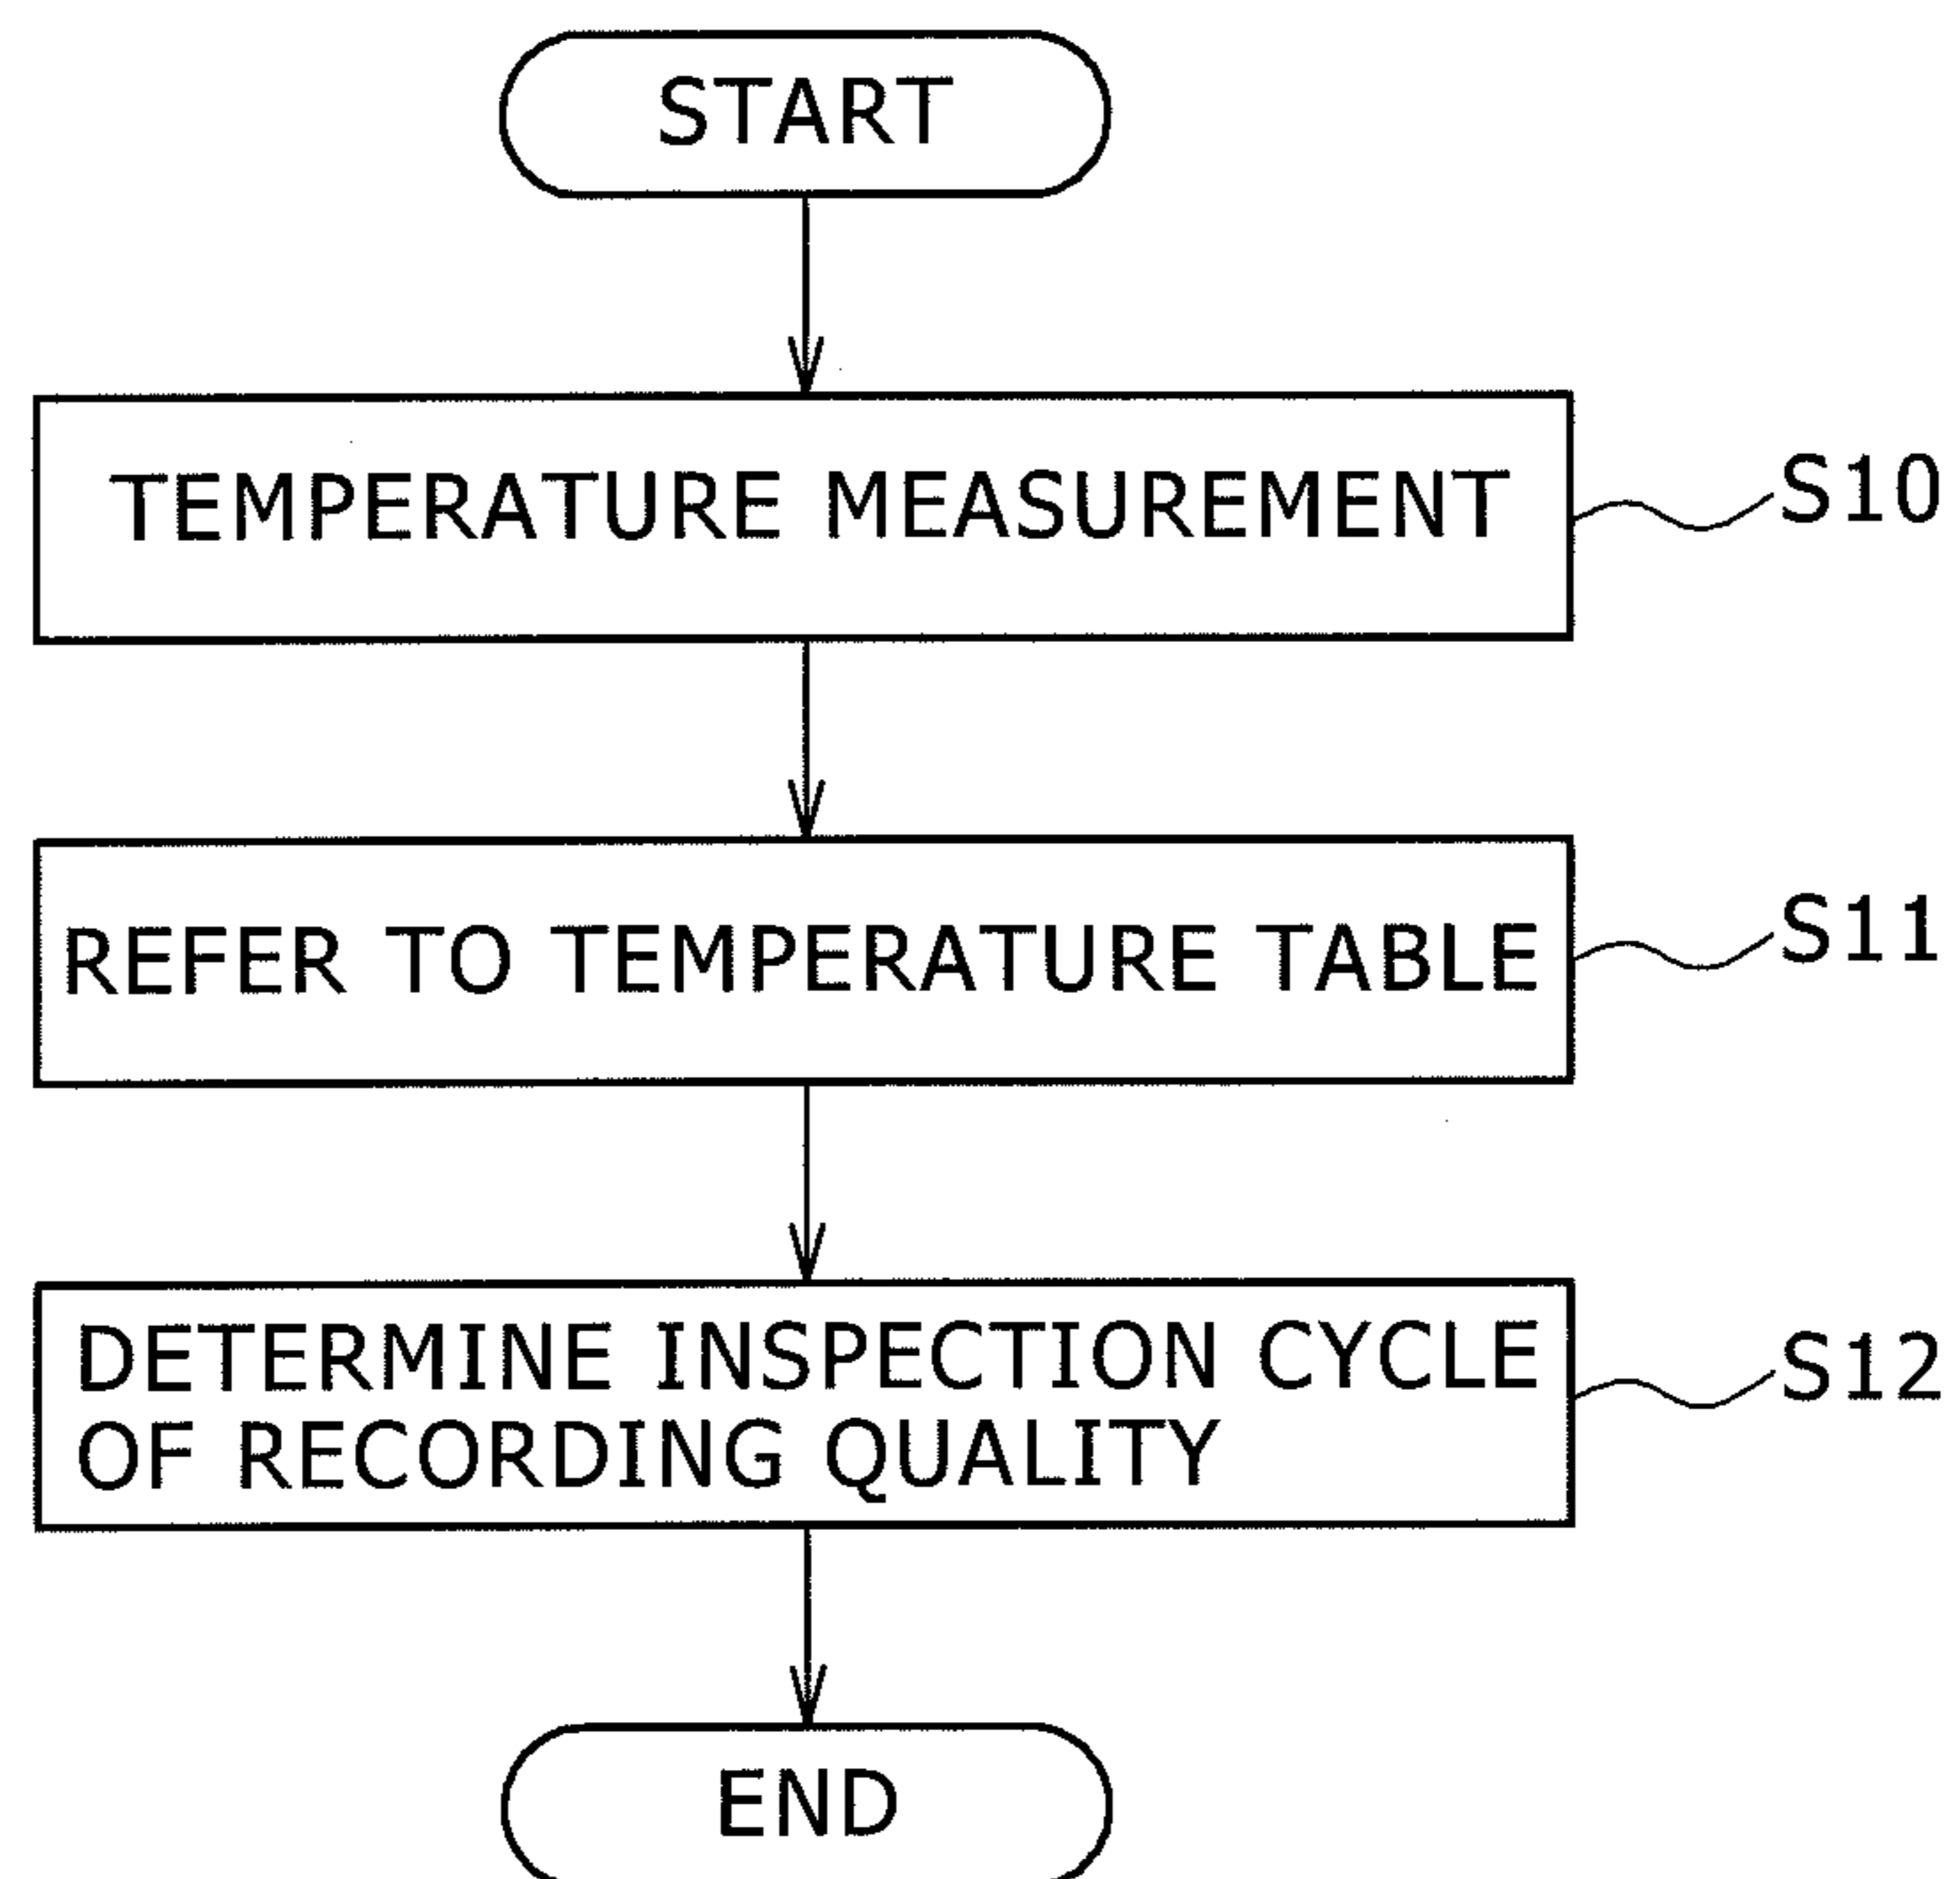 START
TEMPERATURE MEASUREMENT
S10
REFER TO TEMPERATURE TABLE
S11
DETERMINE INSPECTION CYCLE
OF RECORDING QUALITY
S12
END